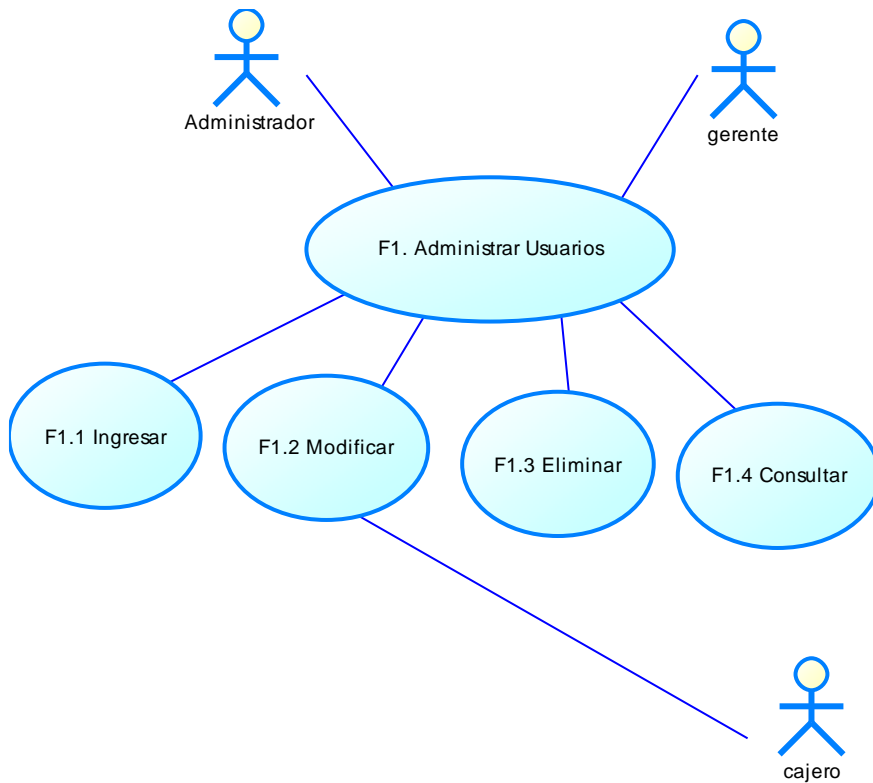 Administrador
gerente
F1. Administrar Usuarios
F1.1 Ingresar
F1.2 Modificar
F1.3 Eliminar
F1.4 Consultar
cajero